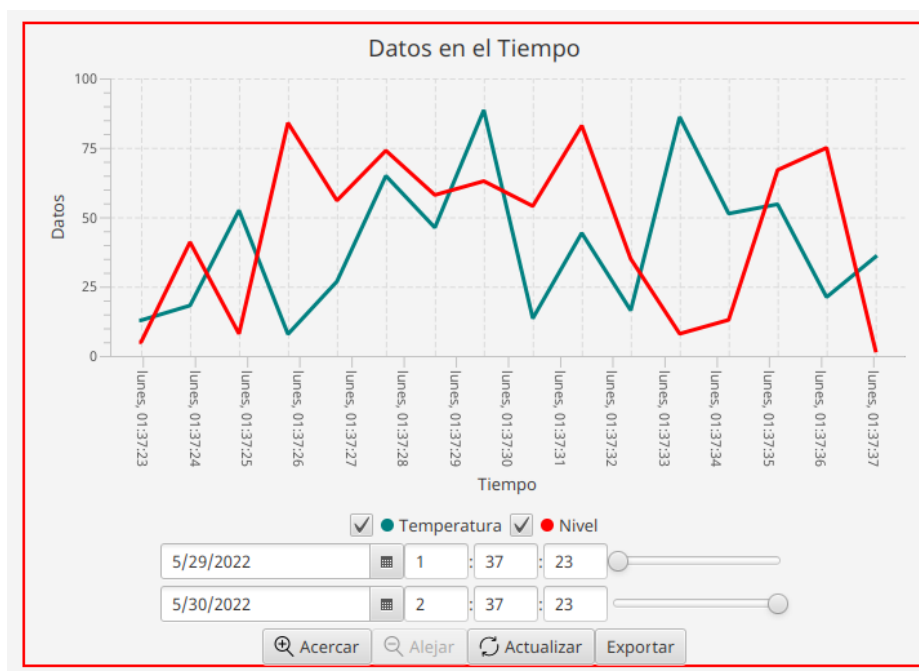 Datos en el Tiempo
100
75
50
25
0
Datos
lunes, 01:37:23
lunes, 01:37:24
lunes, 01:37:25
lunes, 01:37:26
lunes, 01:37:27
lunes, 01:37:28
lunes, 01:37:29
lunes, 01:37:30
lunes, 01:37:31
lunes, 01:37:32
lunes, 01:37:33
lunes, 01:37:34
lunes, 01:37:35
lunes, 01:37:36
lunes, 01:37:37
Tiempo
Temperatura Nivel
5/29/2022 1 : 37 : 23
5/30/2022 2 : 37 : 23
Acercar Alejar Actualizar Exportar